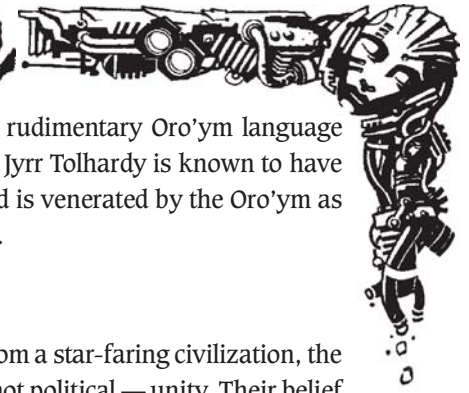 rudimentary Oro’ym language
Jyrr Tolhardy is known to have
d is venerated by the Oro’ym as
om a star-faring civilization, the
not political — unity. Their belief